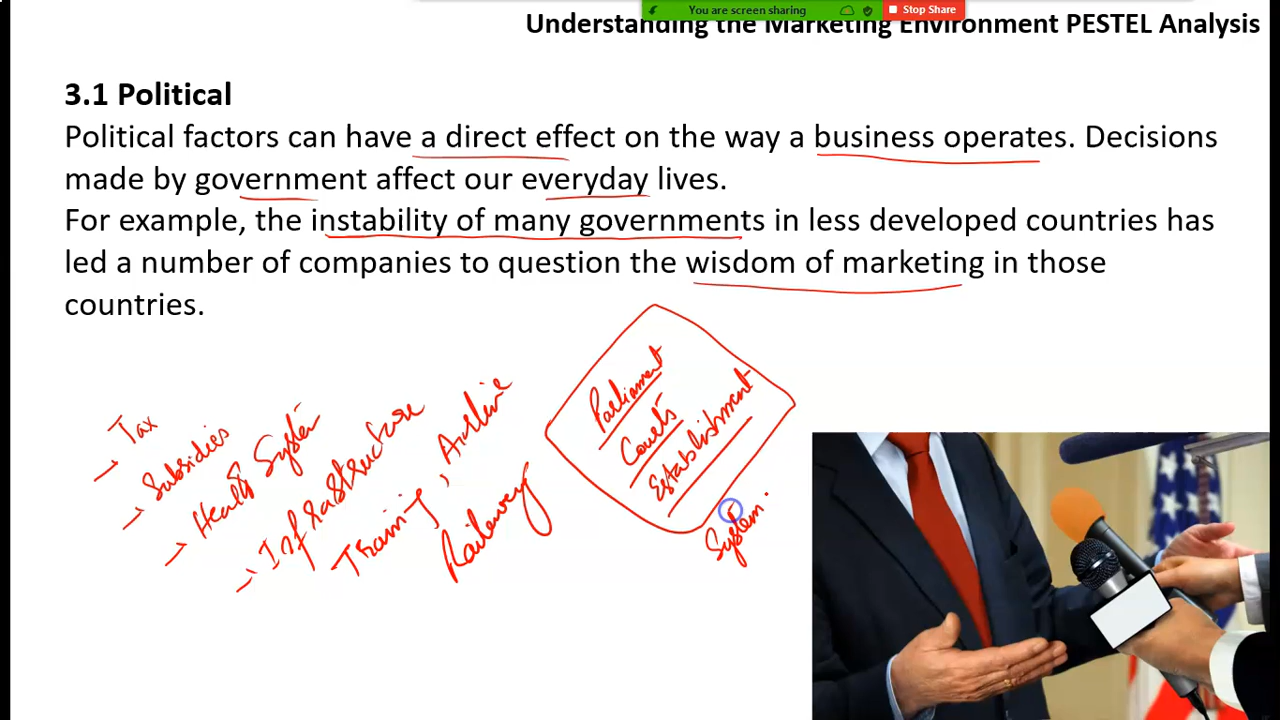 You are screen sharing
Stop Share
Understanding the Marketing Environment PESTEL Analysis
3.1 Political
Political factors can have a direct effect on the way a business operates. Decisions
made by government affect our everyday lives.
For example, the instability of many governments in less developed countries has
led a number of companies to question the wisdom of marketing in those
countries.
Tax
Subsidies
Health System
Infrastructure
Training, Airline
Railways
Parliament
Courts
Establishment
System.